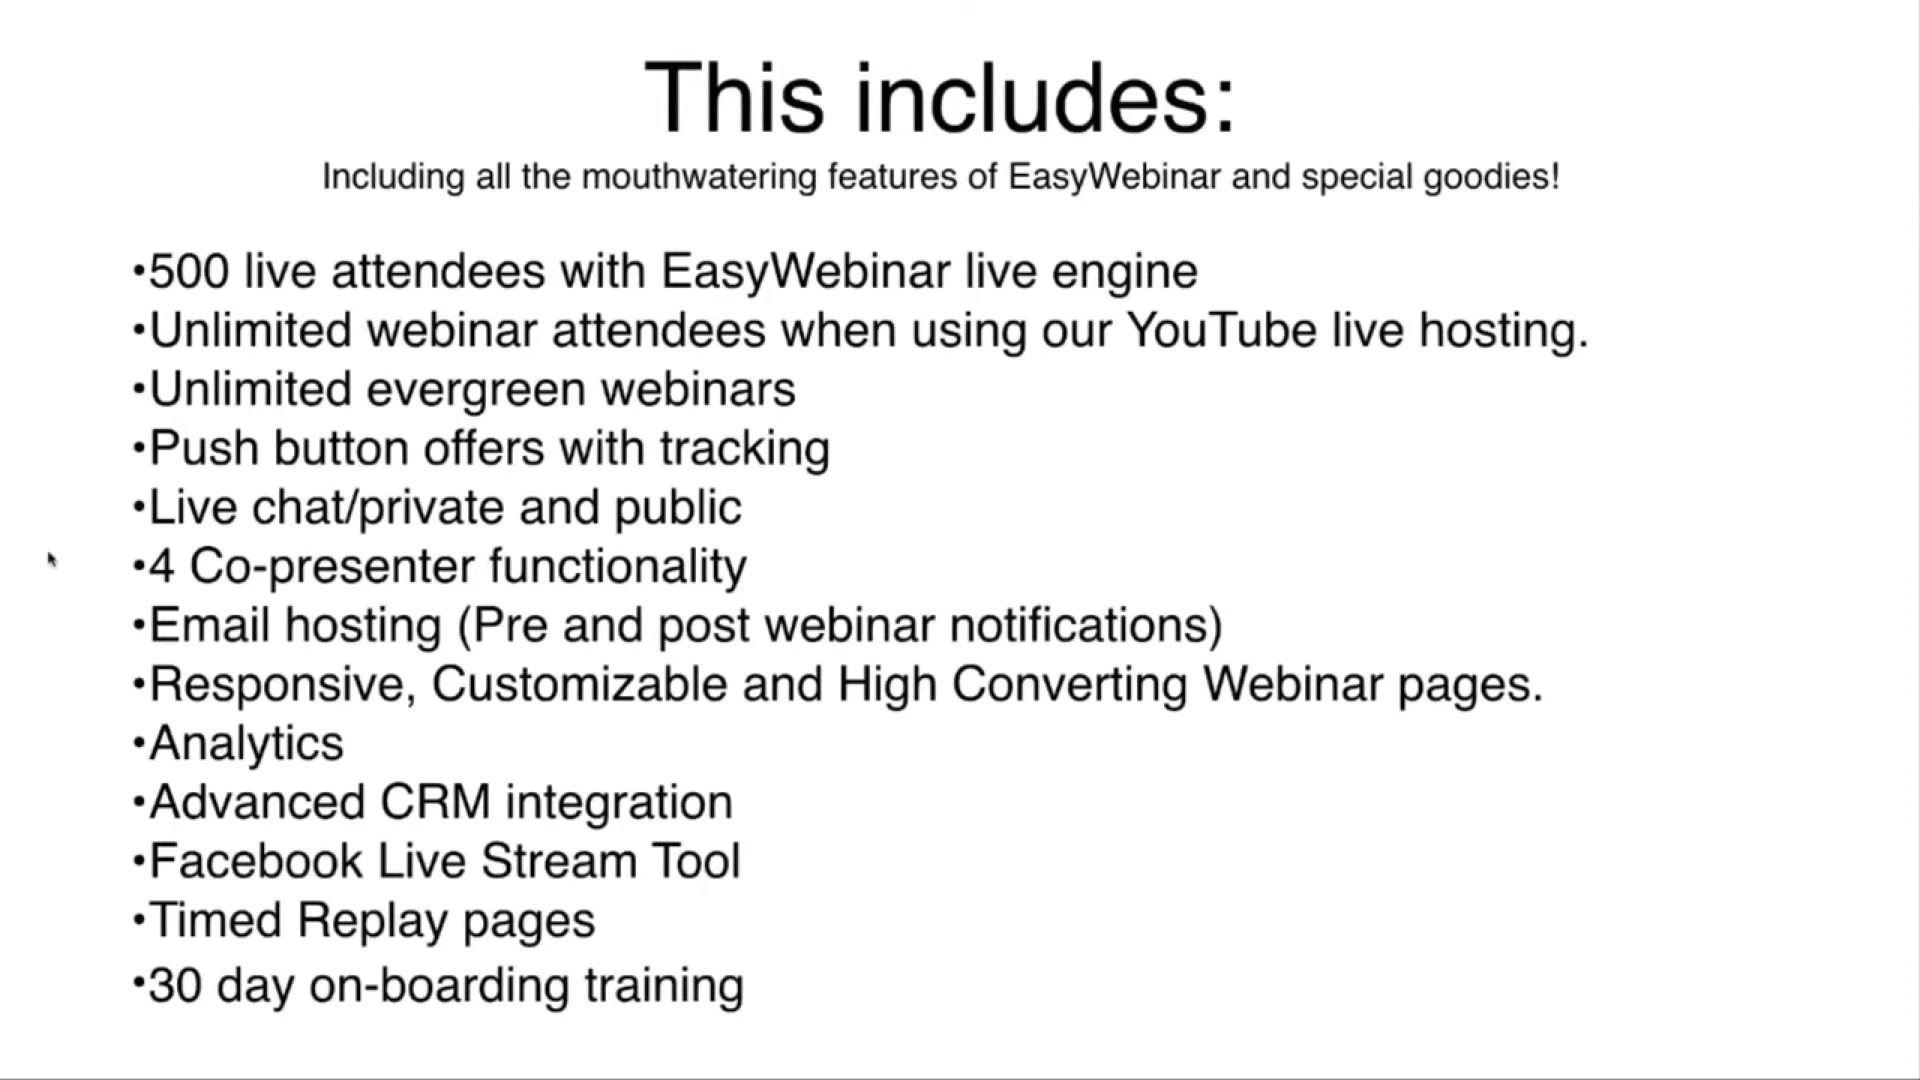 This includes:
Including all the mouthwatering features of EasyWebinar and special goodies!
•500 live attendees with EasyWebinar live engine
•Unlimited webinar attendees when using our YouTube live hosting.
•Unlimited evergreen webinars
•Push button offers with tracking
•Live chat/private and public
•4 Co-presenter functionality
•Email hosting (Pre and post webinar notifications)
•Responsive, Customizable and High Converting Webinar pages.
•Analytics
•Advanced CRM integration
•Facebook Live Stream Tool
•Timed Replay pages
•30 day on-boarding training